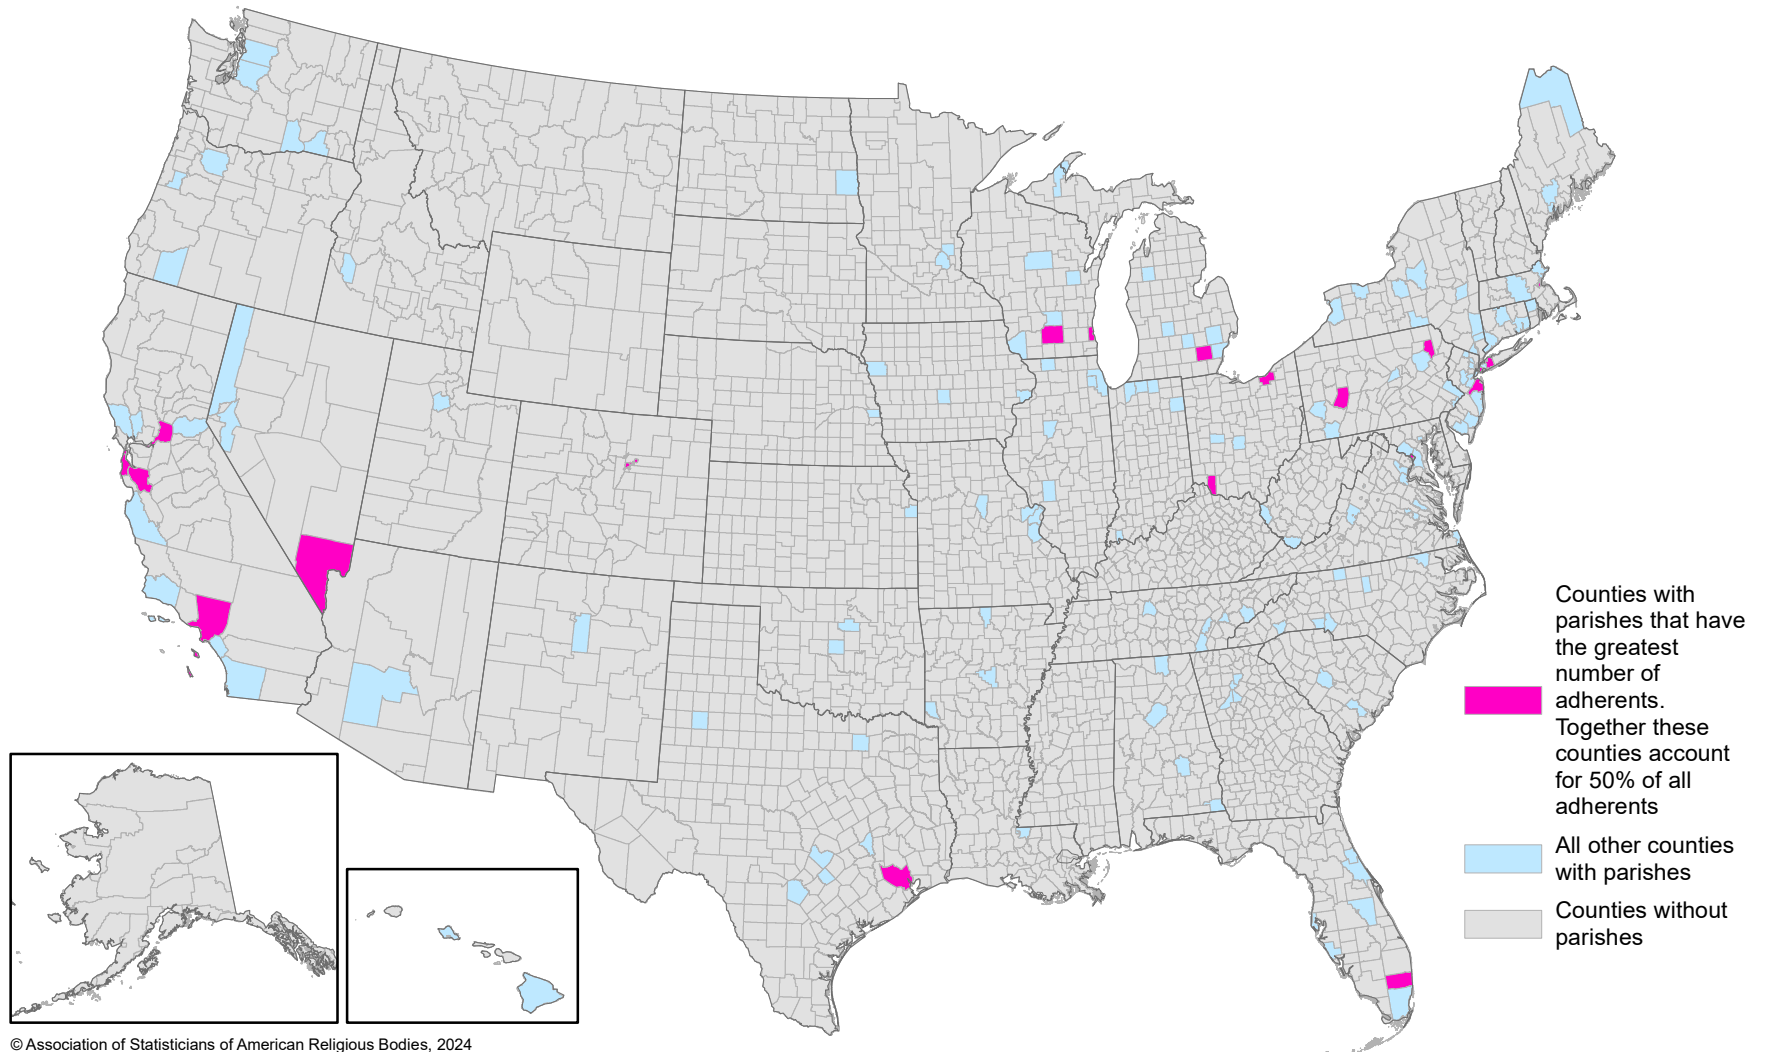 Counties with
parishes that have
the greatest
number of
adherents.
Together these
counties account
for 50% of all
adherents
All other counties
with parishes
Counties without
parishes
© Association of Statisticians of American Religious Bodies, 2024